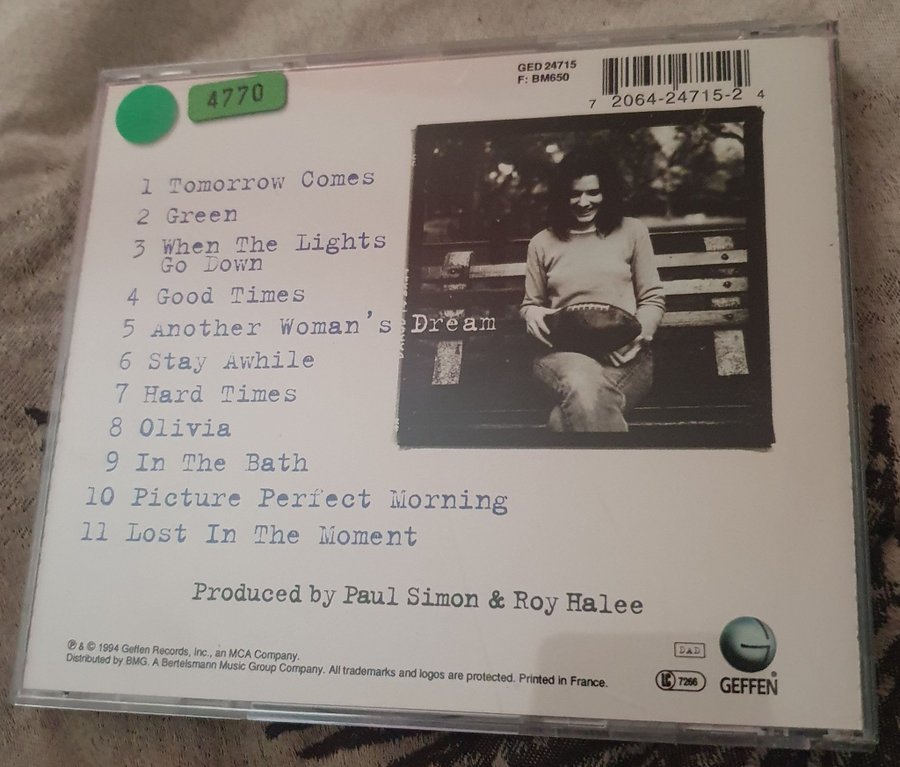 4770
GED 24715
F: BM650
7 2064-24715-2 4
1 Tomorrow Comes
2 Green
3 When The Lights
Go Down
4 Good Times
5 Another Woman's Dream
6 Stay Awhile
7 Hard Times
8 Olivia
9 In The Bath
10 Picture Perfect Morning
11 Lost In The Moment
Produced by Paul Simon & Roy Halee
℗ & © 1994 Geffen Records, Inc., an MCA Company.
Distributed by BMG. A Bertelsmann Music Group Company. All trademarks and logos are protected. Printed in France.
DAD
LC 7266
GEFFEN